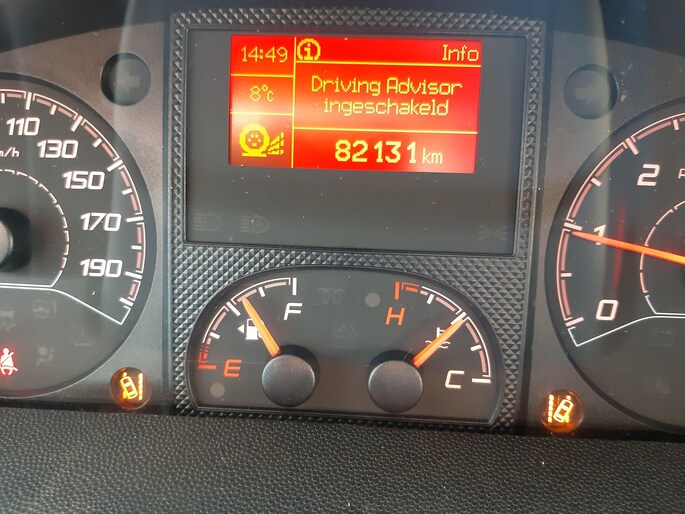 14:49
i
Info
8°c
Driving Advisor
ingeschakeld
82131 km
110
130
150
170
190
F
E
H
C
2
1
0